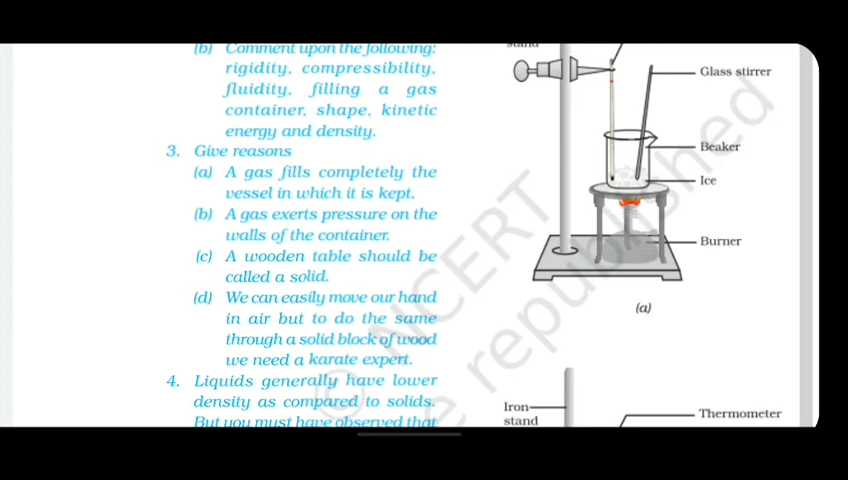 (b) Comment upon the following:
rigidity, compressibility,
fluidity, filling a gas
container, shape, kinetic
energy and density.
3. Give reasons
(a) A gas fills completely the
vessel in which it is kept.
(b) A gas exerts pressure on the
walls of the container.
(c) A wooden table should be
called a solid.
(d) We can easily move our hand
in air but to do the same
through a solid block of wood
we need a karate expert.
4. Liquids generally have lower
density as compared to solids.
But you must have observed that
stand
Glass stirrer
Beaker
Ice
Burner
(a)
Iron
stand
Thermometer
© NCERT
be republished